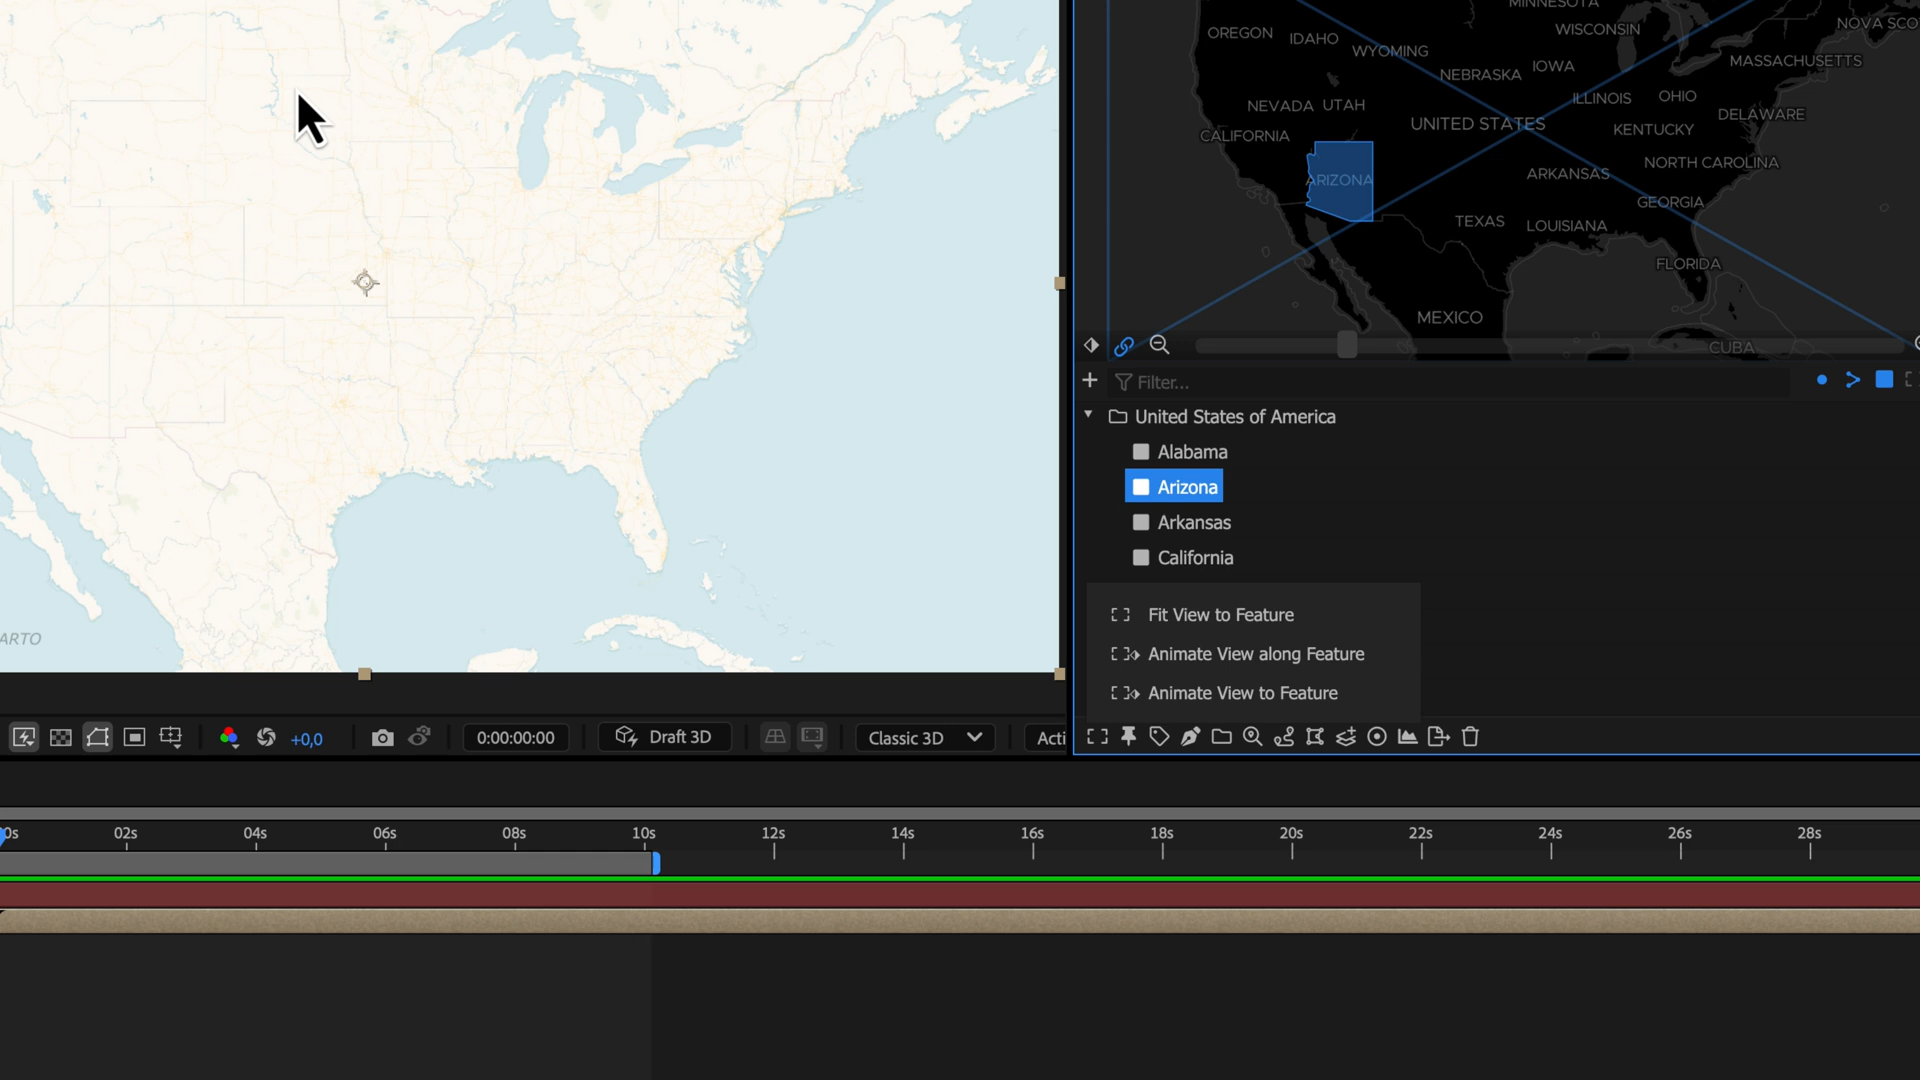 MINNESOTA
NOVA SCO
OREGON
IDAHO
WISCONSIN
WYOMING
MASSACHUSETTS
IOWA
NEBRASKA
ILLINOIS
OHIO
NEVADA
UTAH
DELAWARE
UNITED STATES
KENTUCKY
CALIFORNIA
NORTH CAROLINA
ARKANSAS
ARIZONA
GEORGIA
TEXAS
LOUISIANA
FLORIDA
MEXICO
CUBA
Filter...
United States of America
Alabama
Arizona
Arkansas
California
Fit View to Feature
Animate View along Feature
Animate View to Feature
ARTO
+0,0
0:00:00:00
Draft 3D
Classic 3D
Acti
0s
02s
04s
06s
08s
10s
12s
14s
16s
18s
20s
22s
24s
26s
28s